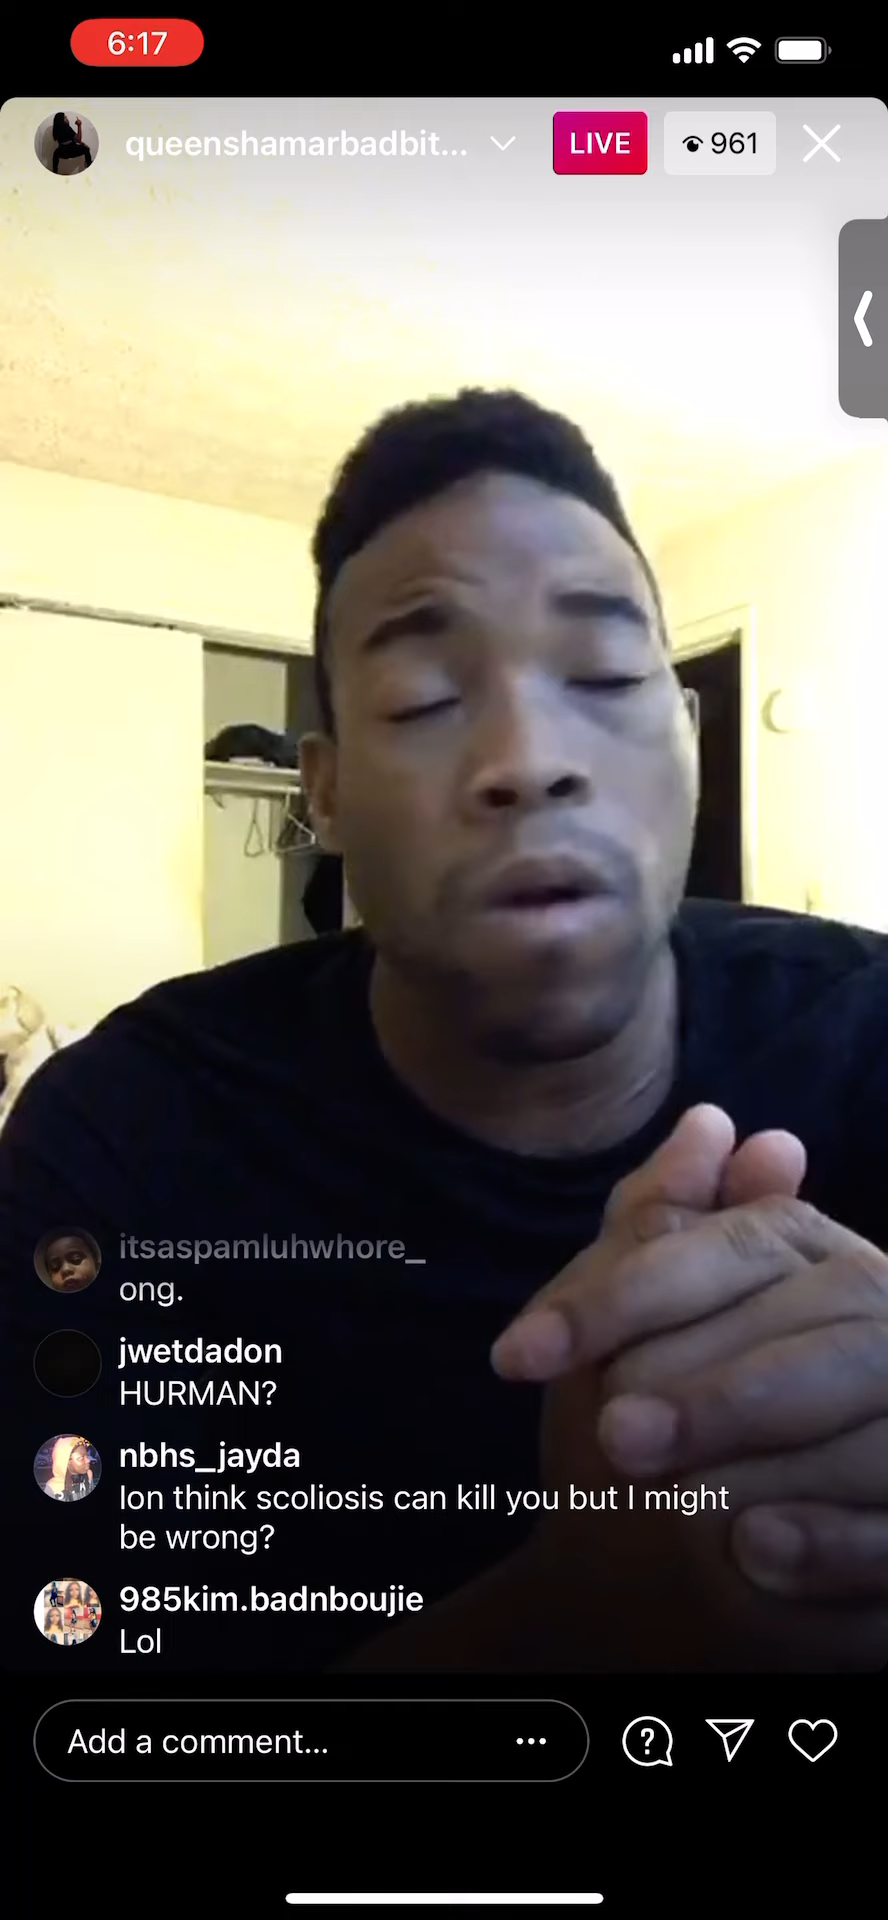 6:17
queenshamarbadbit...
LIVE
961
itsaspamluhwhore_
ong.
jwetdadon
HURMAN?
nbhs_jayda
Ion think scoliosis can kill you but I might
be wrong?
985kim.badnboujie
Lol
Add a comment...